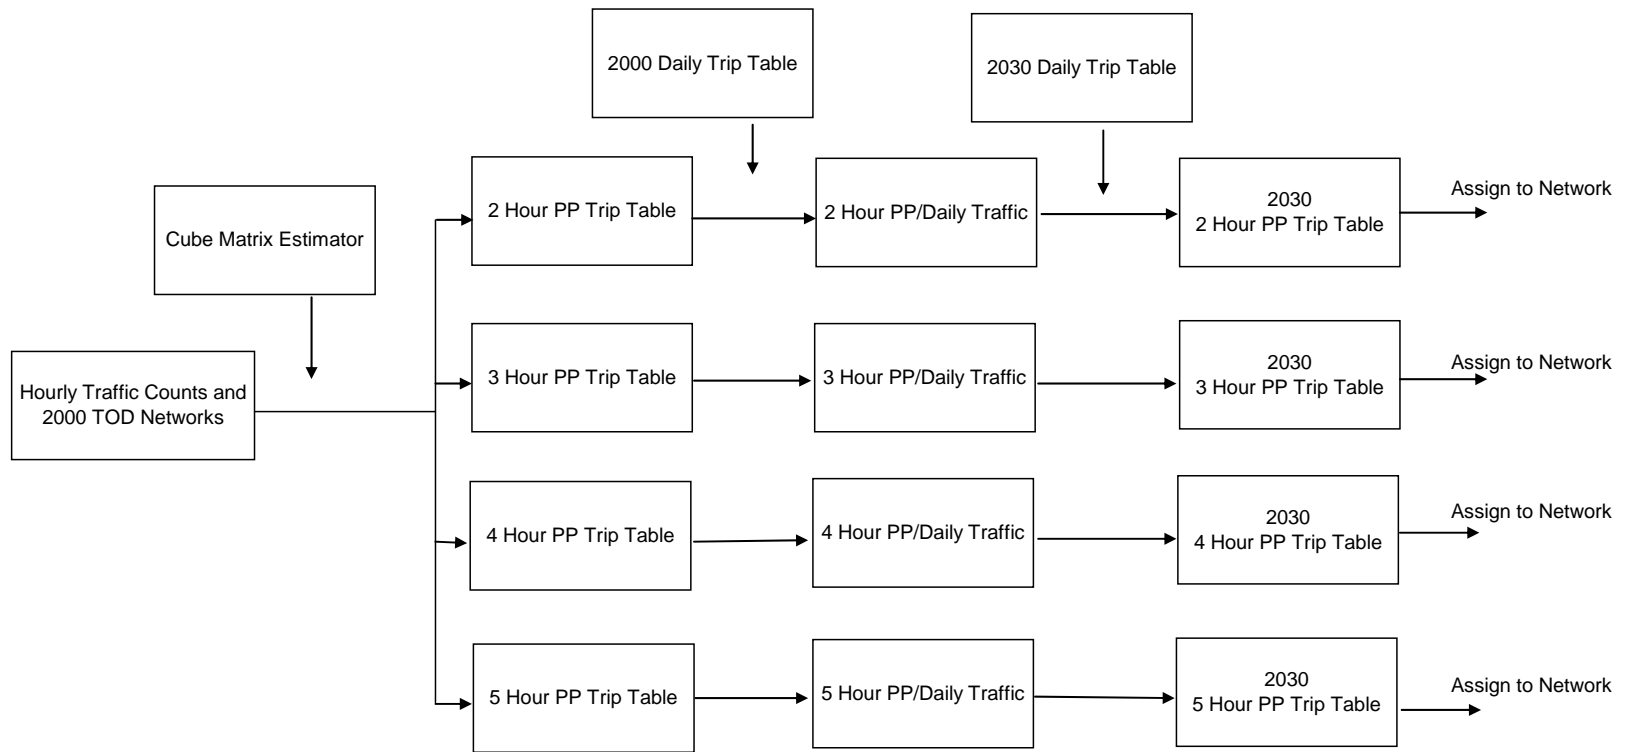 2000 Daily Trip Table
2030 Daily Trip Table
Cube Matrix Estimator
Hourly Traffic Counts and
2000 TOD Networks
2 Hour PP Trip Table
2 Hour PP/Daily Traffic
2030
2 Hour PP Trip Table
Assign to Network
3 Hour PP Trip Table
3 Hour PP/Daily Traffic
2030
3 Hour PP Trip Table
Assign to Network
4 Hour PP Trip Table
4 Hour PP/Daily Traffic
2030
4 Hour PP Trip Table
Assign to Network
5 Hour PP Trip Table
5 Hour PP/Daily Traffic
2030
5 Hour PP Trip Table
Assign to Network